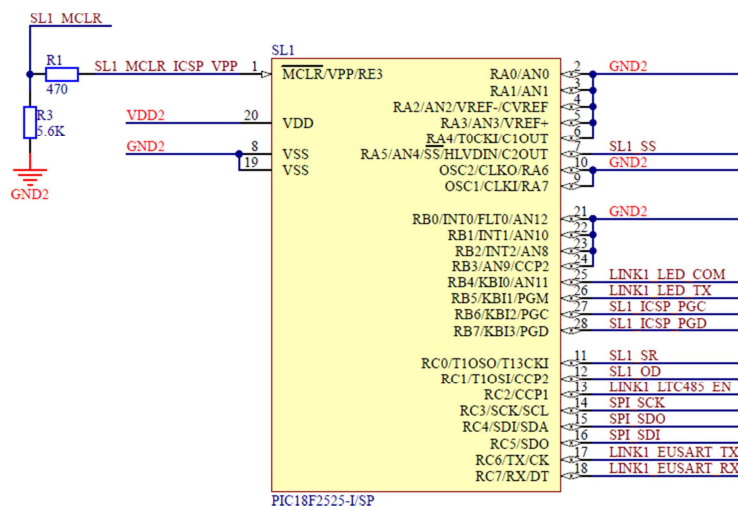 SL1_MCLR
SL1
R1 SL1_MCLR_ICSP_VPP 1 MCLR/VPP/RE3 RA0/AN0 2 GND2
470 RA1/AN1 3
RA2/AN2/VREF-/CVREF 4
R3 VDD2 20 VDD RA3/AN3/VREF+ 5
5.6K RA4/T0CKI/C1OUT 6
GND2 8 VSS RA5/AN4/SS/HLVDIN/C2OUT 7 SL1_SS
19 VSS OSC2/CLKO/RA6 10 GND2
GND2 OSC1/CLKI/RA7 9
RB0/INT0/FLT0/AN12 21 GND2
RB1/INT1/AN10 22
RB2/INT2/AN8 23
RB3/AN9/CCP2 24
RB4/KBI0/AN11 25 LINK1_LED_COM
RB5/KBI1/PGM 26 LINK1_LED_TX
RB6/KBI2/PGC 27 SL1_ICSP_PGC
RB7/KBI3/PGD 28 SL1_ICSP_PGD
RC0/T1OSO/T13CKI 11 SL1_SR
RC1/T1OSI/CCP2 12 SL1_OD
RC2/CCP1 13 LINK1_LTC485_EN
RC3/SCK/SCL 14 SPI_SCK
RC4/SDI/SDA 15 SPI_SDO
RC5/SDO 16 SPI_SDI
RC6/TX/CK 17 LINK1_EUSART_TX
RC7/RX/DT 18 LINK1_EUSART_RX
PIC18F2525-I/SP